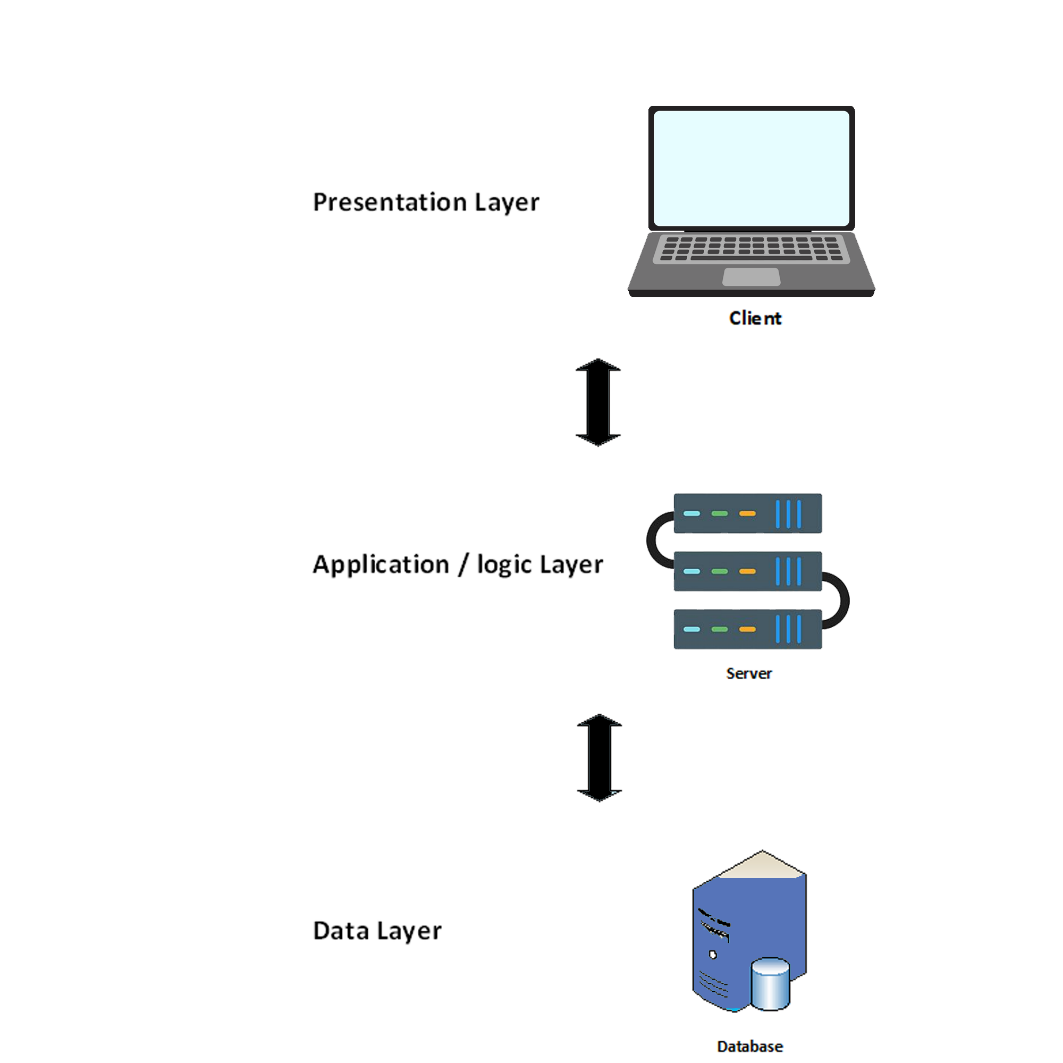 Presentation Layer
Client
Application / logic Layer
Server
Data Layer
Database